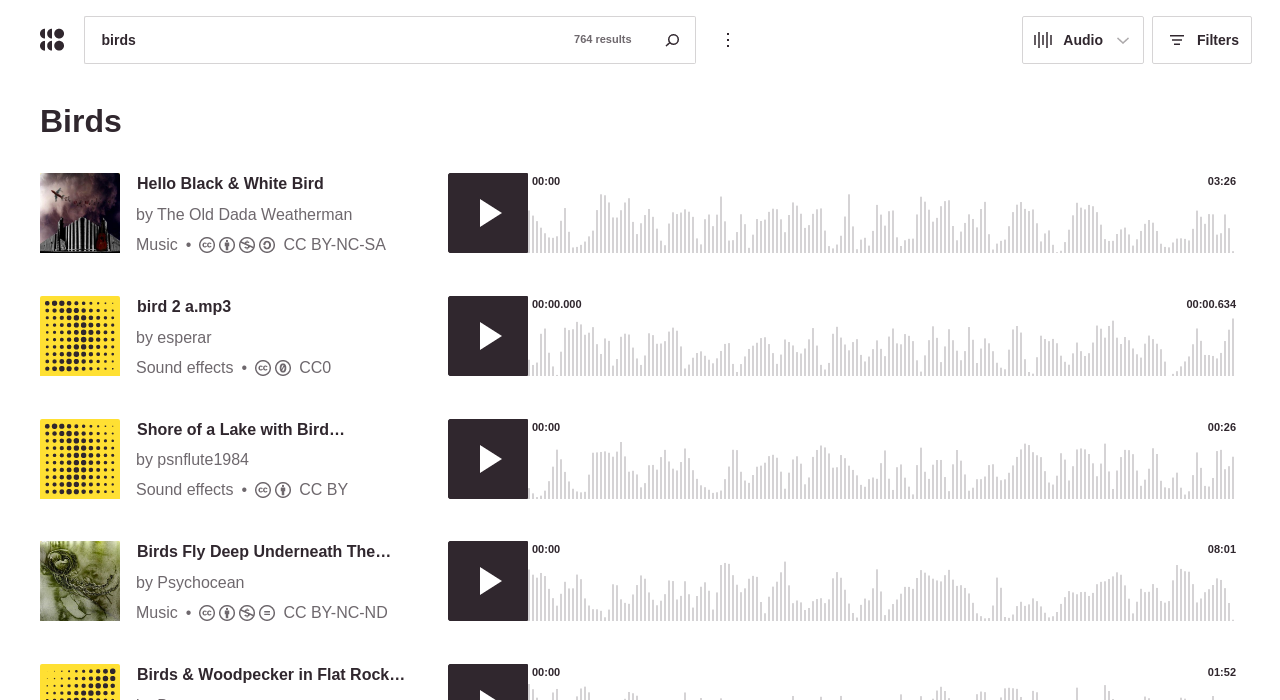 birds
764 results
Audio
Filters
Birds
Hello Black & White Bird
by The Old Dada Weatherman
Music • CC BY-NC-SA
00:00
03:26
bird 2 a.mp3
by esperar
Sound effects • CC0
00:00.000
00:00.634
Shore of a Lake with Bird…
by psnflute1984
Sound effects • CC BY
00:00
00:26
Birds Fly Deep Underneath The…
by Psychocean
Music • CC BY-NC-ND
00:00
08:01
Birds & Woodpecker in Flat Rock…
00:00
01:52